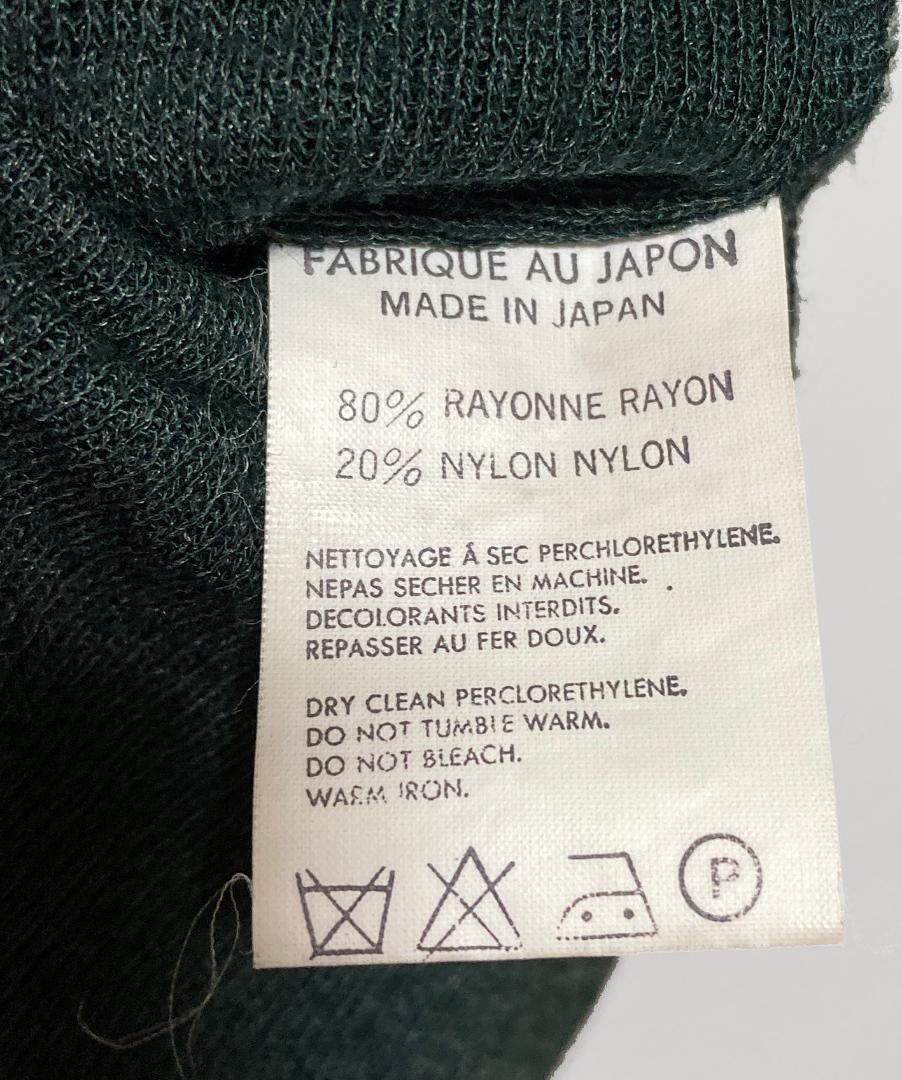 FABRIQUE AU JAPON
MADE IN JAPAN
80% RAYONNE RAYON
20% NYLON NYLON
NETTOYAGE Á SEC PERCHLORETHYLENE.
NEPAS SECHER EN MACHINE.
DECOLORANTS INTERDITS.
REPASSER AU FER DOUX.
DRY CLEAN PERCLORETHYLENE.
DO NOT TUMBLE WARM.
DO NOT BLEACH.
WARM IRON.
P